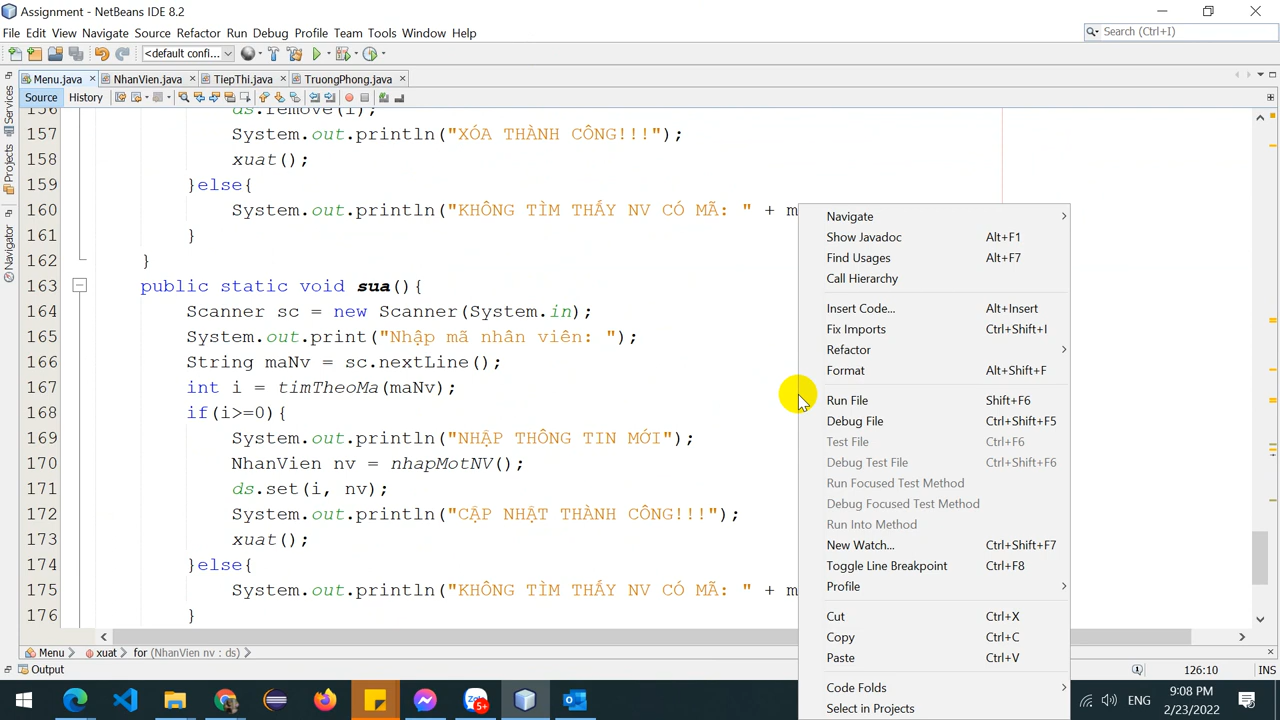 Assignment - NetBeans IDE 8.2
File Edit View Navigate Source Refactor Run Debug Profile Team Tools Window Help
Search (Ctrl+I)
<default confi...
Menu.java NhanVien.java TiepThi.java TruongPhong.java
Source History
Services
Projects
Navigator
156 ds.remove(i);
157 System.out.println("XÓA THÀNH CÔNG!!!");
158 xuat();
159 }else{
160 System.out.println("KHÔNG TÌM THẤY NV CÓ MÃ: " + m
161 }
162 }
163 public static void sua(){
164 Scanner sc = new Scanner(System.in);
165 System.out.print("Nhập mã nhân viên: ");
166 String maNv = sc.nextLine();
167 int i = timTheoMa(maNv);
168 if(i>=0){
169 System.out.println("NHẬP THÔNG TIN MỚI");
170 NhanVien nv = nhapMotNV();
171 ds.set(i, nv);
172 System.out.println("CẬP NHẬT THÀNH CÔNG!!!");
173 xuat();
174 }else{
175 System.out.println("KHÔNG TÌM THẤY NV CÓ MÃ: " + m
176 }
Navigate
Show Javadoc Alt+F1
Find Usages Alt+F7
Call Hierarchy
Insert Code... Alt+Insert
Fix Imports Ctrl+Shift+I
Refactor
Format Alt+Shift+F
Run File Shift+F6
Debug File Ctrl+Shift+F5
Test File Ctrl+F6
Debug Test File Ctrl+Shift+F6
Run Focused Test Method
Debug Focused Test Method
Run Into Method
New Watch... Ctrl+Shift+F7
Toggle Line Breakpoint Ctrl+F8
Profile
Cut Ctrl+X
Copy Ctrl+C
Paste Ctrl+V
Code Folds
Select in Projects
Menu xuat for (NhanVien nv : ds)
Output
126:10 INS
5+
ENG
9:08 PM
2/23/2022